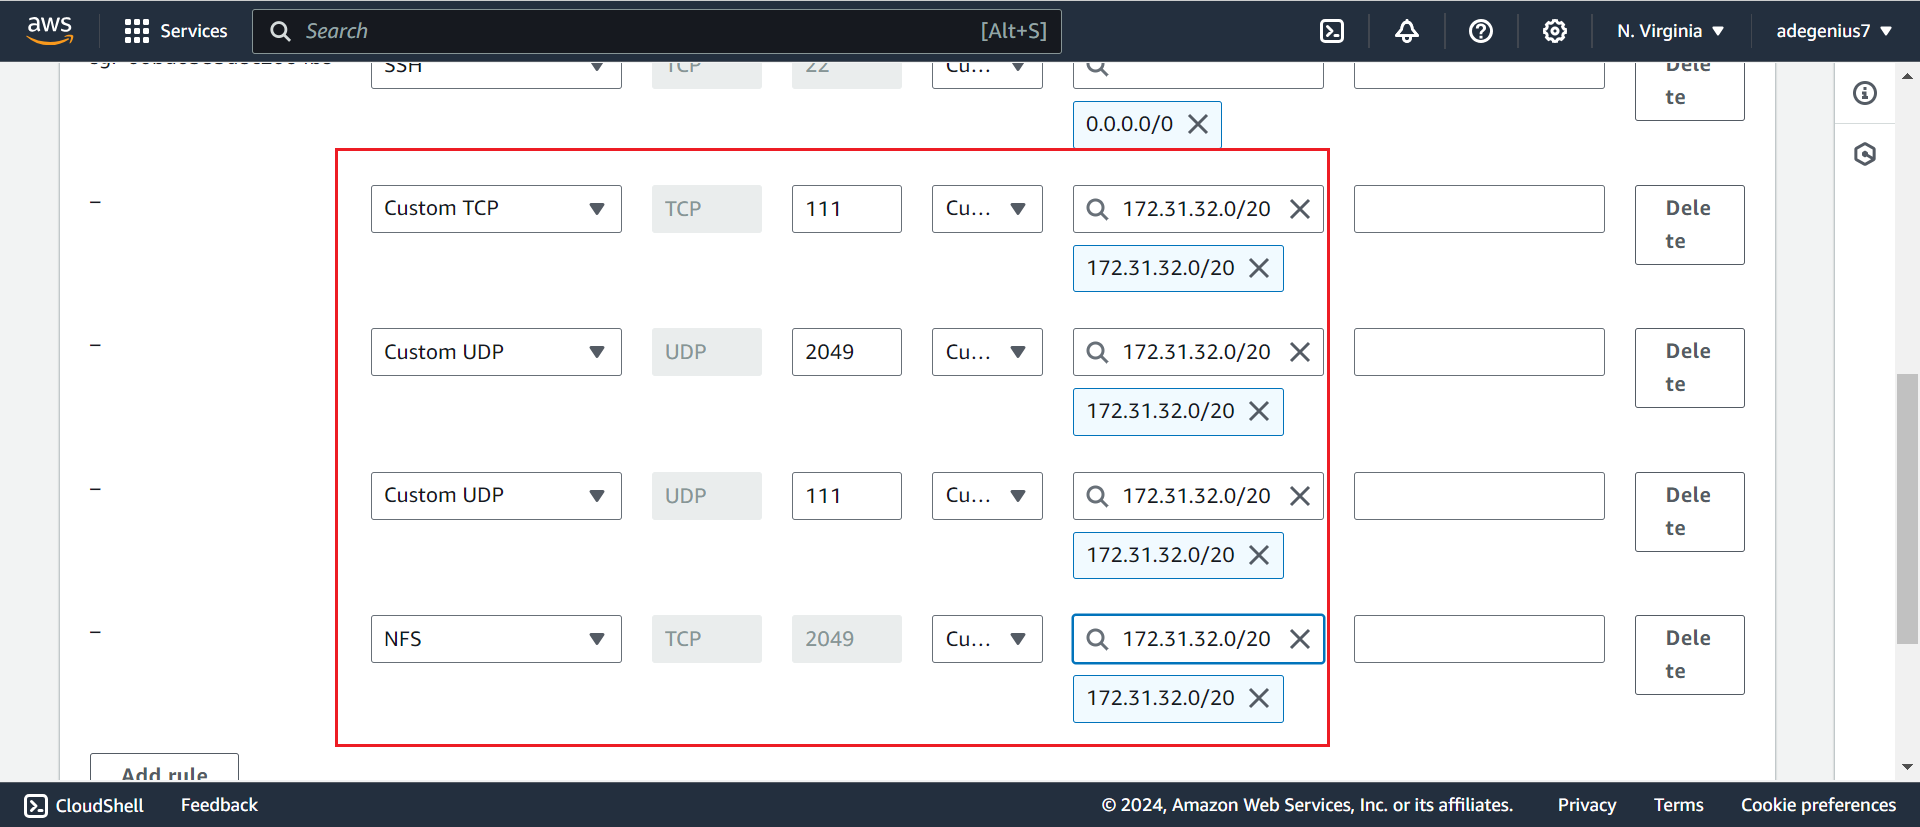 aws Services Search [Alt+S] N. Virginia adegenius7
SSH TCP 22 Cu... Dele
te
0.0.0.0/0
– Custom TCP TCP 111 Cu... 172.31.32.0/20 Dele
te
172.31.32.0/20
– Custom UDP UDP 2049 Cu... 172.31.32.0/20 Dele
te
172.31.32.0/20
– Custom UDP UDP 111 Cu... 172.31.32.0/20 Dele
te
172.31.32.0/20
– NFS TCP 2049 Cu... 172.31.32.0/20 Dele
te
172.31.32.0/20
Add rule
CloudShell Feedback © 2024, Amazon Web Services, Inc. or its affiliates. Privacy Terms Cookie preferences